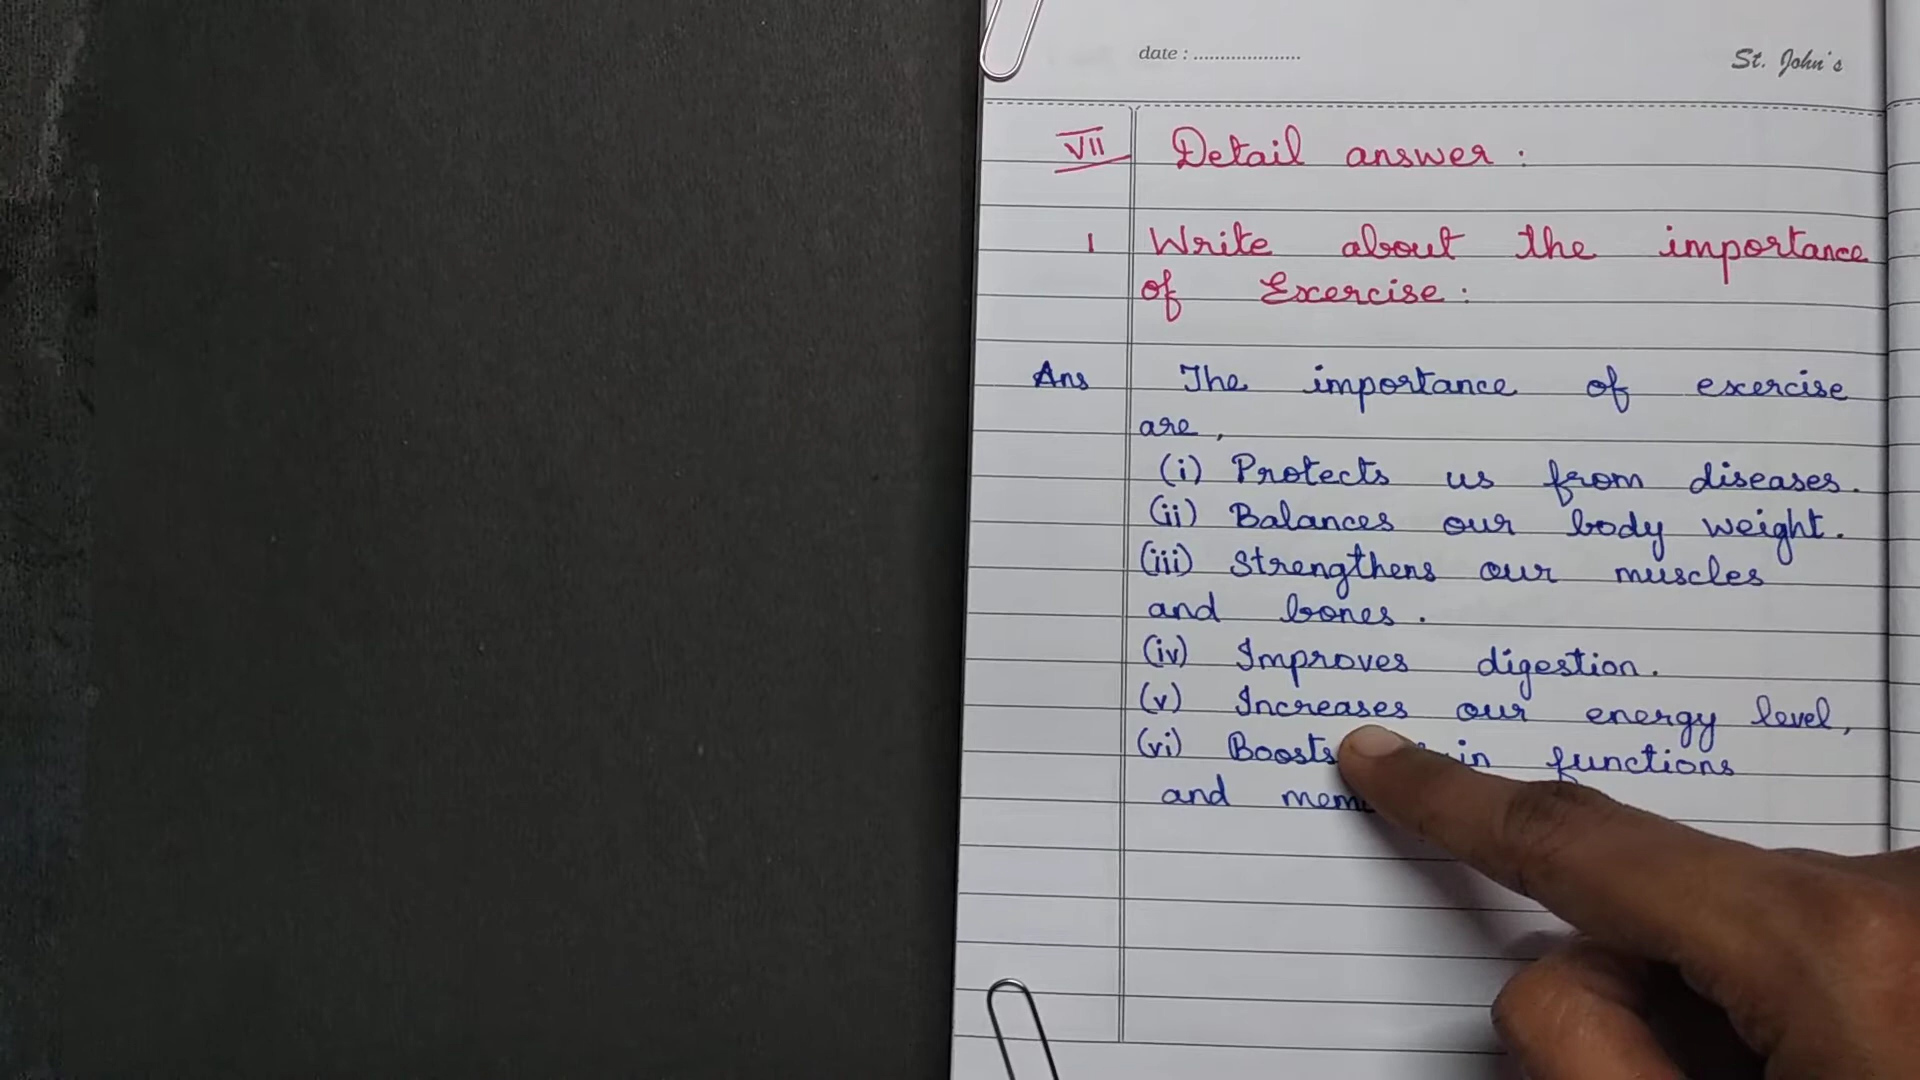 date : ....................
St. John's
VII Detail answer :
1 Write about the importance
of Exercise :
Ans The importance of exercise
are,
(i) Protects us from diseases.
(ii) Balances our body weight.
(iii) Strengthens our muscles
and bones.
(iv) Improves digestion.
(v) Increases our energy level,
(vi) Boosts functions
and